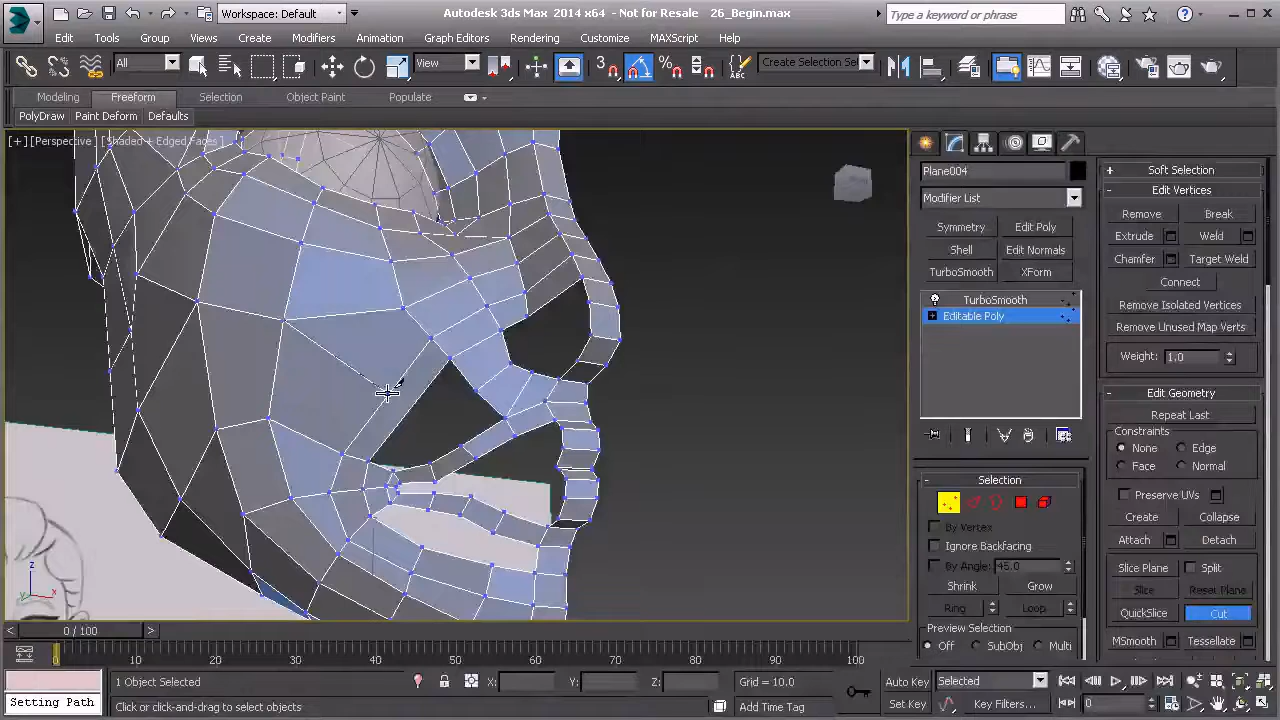 Workspace: Default
Autodesk 3ds Max 2014 x64 - Not for Resale 26_Begin.max
Type a keyword or phrase
Edit Tools Group Views Create Modifiers Animation Graph Editors Rendering Customize MAXScript Help
All
View
3
Create Selection Se
Modeling Freeform Selection Object Paint Populate
PolyDraw Paint Deform Defaults
[+] [Perspective] [Shaded + Edged Faces]
Plane004
Modifier List
Symmetry Edit Poly
Shell Edit Normals
TurboSmooth XForm
TurboSmooth
Editable Poly
Selection
By Vertex
Ignore Backfacing
By Angle: 45.0
Shrink Grow
Ring Loop
Preview Selection
Off SubObj Multi
Soft Selection
Edit Vertices
Remove Break
Extrude Weld
Chamfer Target Weld
Connect
Remove Isolated Vertices
Remove Unused Map Verts
Weight: 1.0
Edit Geometry
Repeat Last
Constraints
None Edge
Face Normal
Preserve UVs
Create Collapse
Attach Detach
Slice Plane Split
Slice Reset Plane
QuickSlice Cut
MSmooth Tessellate
z
x
y
0 / 100
0 10 20 30 40 50 60 70 80 90 100
1 Object Selected X: Y: Z: Grid = 10.0
Auto Key Selected
Setting Path
Click or click-and-drag to select objects Add Time Tag
Set Key Key Filters... 0